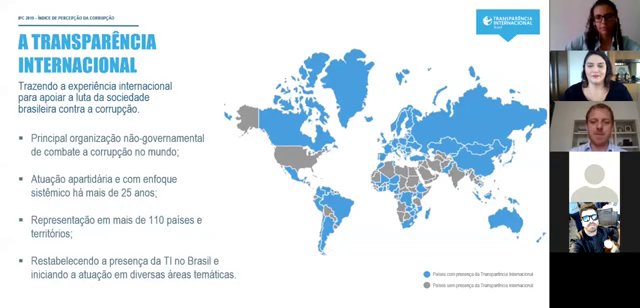 IPC 2019 – ÍNDICE DE PERCEPÇÃO DA CORRUPÇÃO
A TRANSPARÊNCIA
INTERNACIONAL
Trazendo a experiência internacional
para apoiar a luta da sociedade
brasileira contra a corrupção.
▪ Principal organização não-governamental
de combate a corrupção no mundo;
▪ Atuação apartidária e com enfoque
sistêmico há mais de 25 anos;
▪ Representação em mais de 110 países e
territórios;
▪ Restabelecendo a presença da TI no Brasil e
iniciando a atuação em diversas áreas temáticas.
TRANSPARÊNCIA
INTERNACIONAL
Brasil
Países com presença da Transparência Internacional
Países sem presença da Transparência Internacional